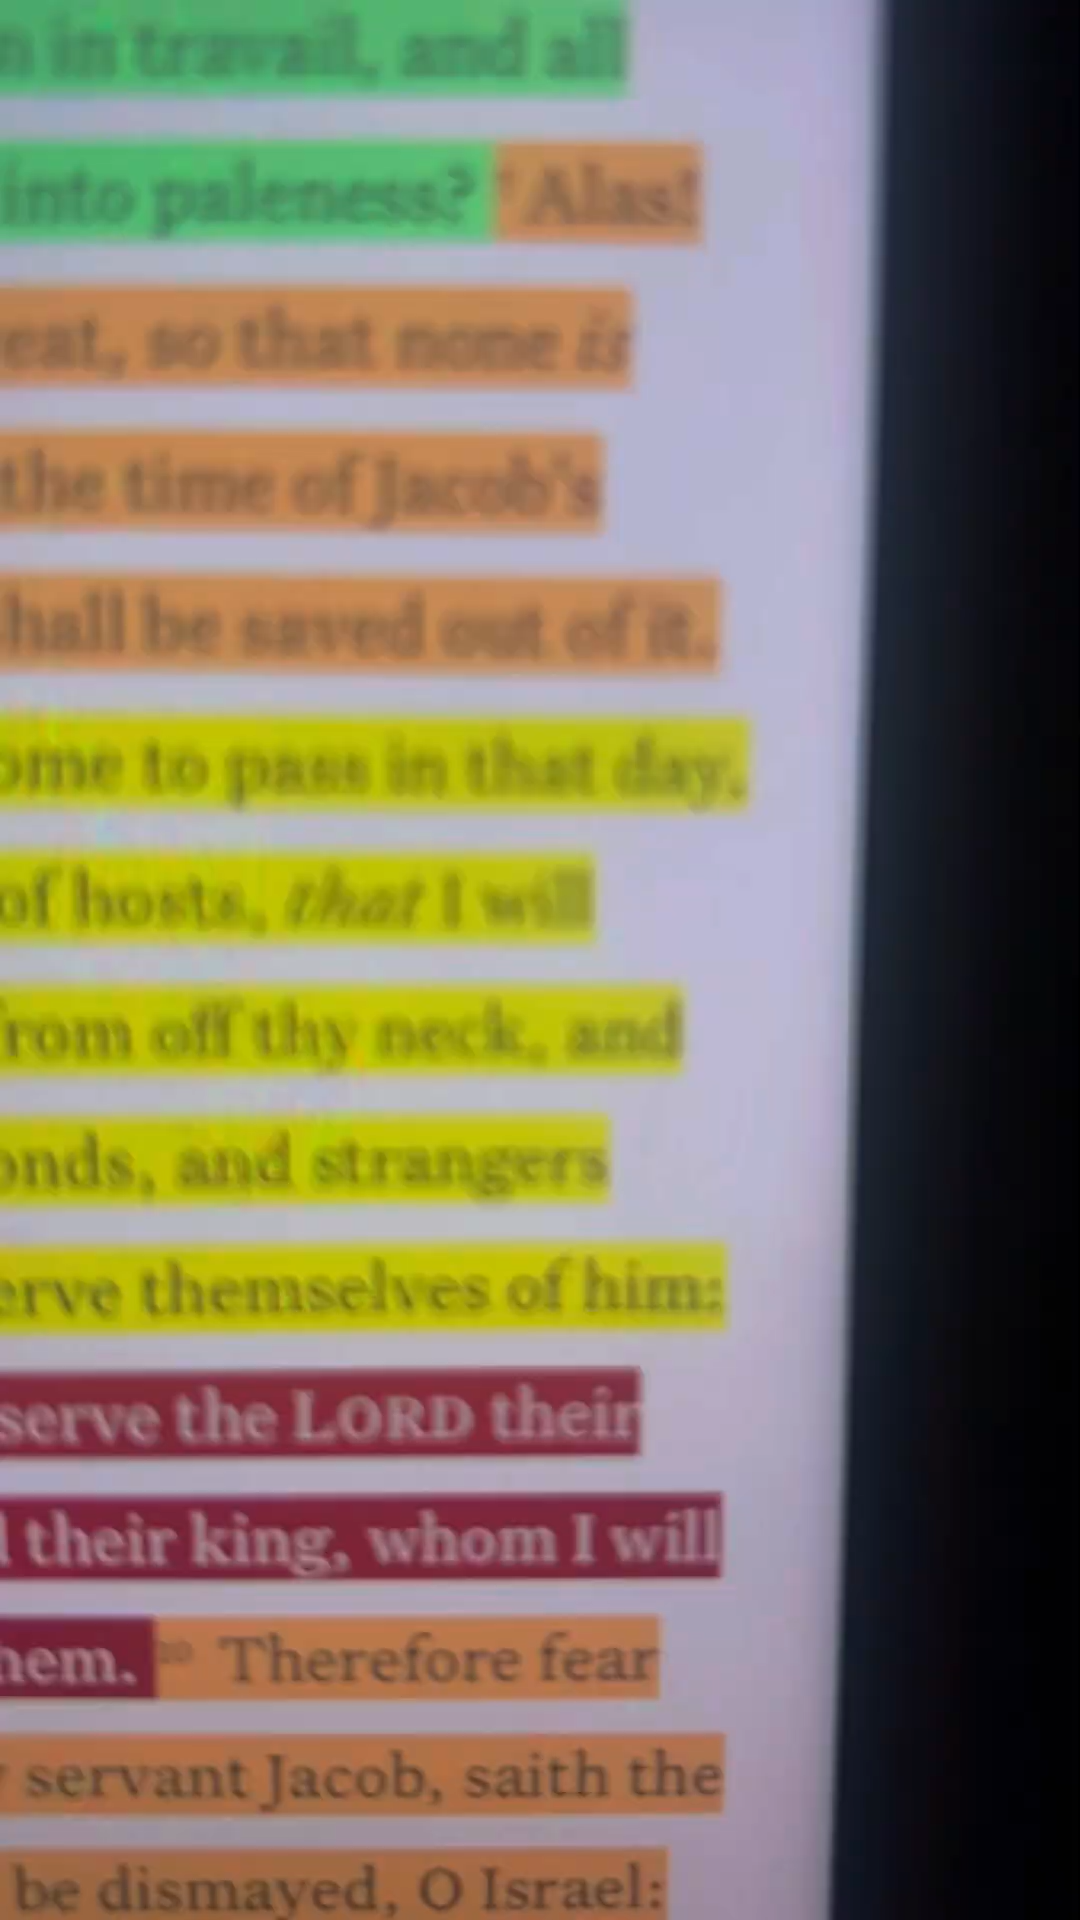 n in travail, and all
into paleness? Alas!
eat, so that none is
the time of Jacob's
hall be saved out of it.
ome to pass in that day,
of hosts, that I will
rom off thy neck, and
onds, and strangers
erve themselves of him:
serve the LORD their
their king, whom I will
hem. 10 Therefore fear
servant Jacob, saith the
be dismayed, O Israel: